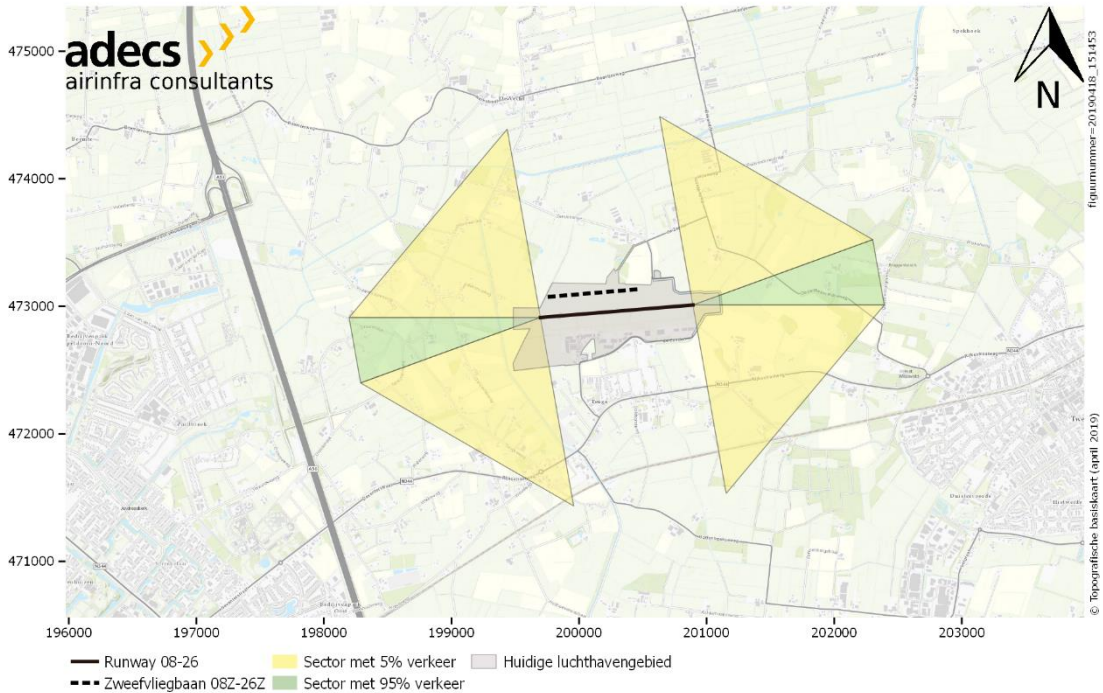 adecs
airinfra consultants
N
figuurnummer=20190418_151453
© Topografische basiskaart (april 2019)
475000
474000
473000
472000
471000
196000
197000
198000
199000
200000
201000
202000
203000
Runway 08-26
Sector met 5% verkeer
Huidige luchthavengebied
Zweefvliegbaan 08Z-26Z
Sector met 95% verkeer